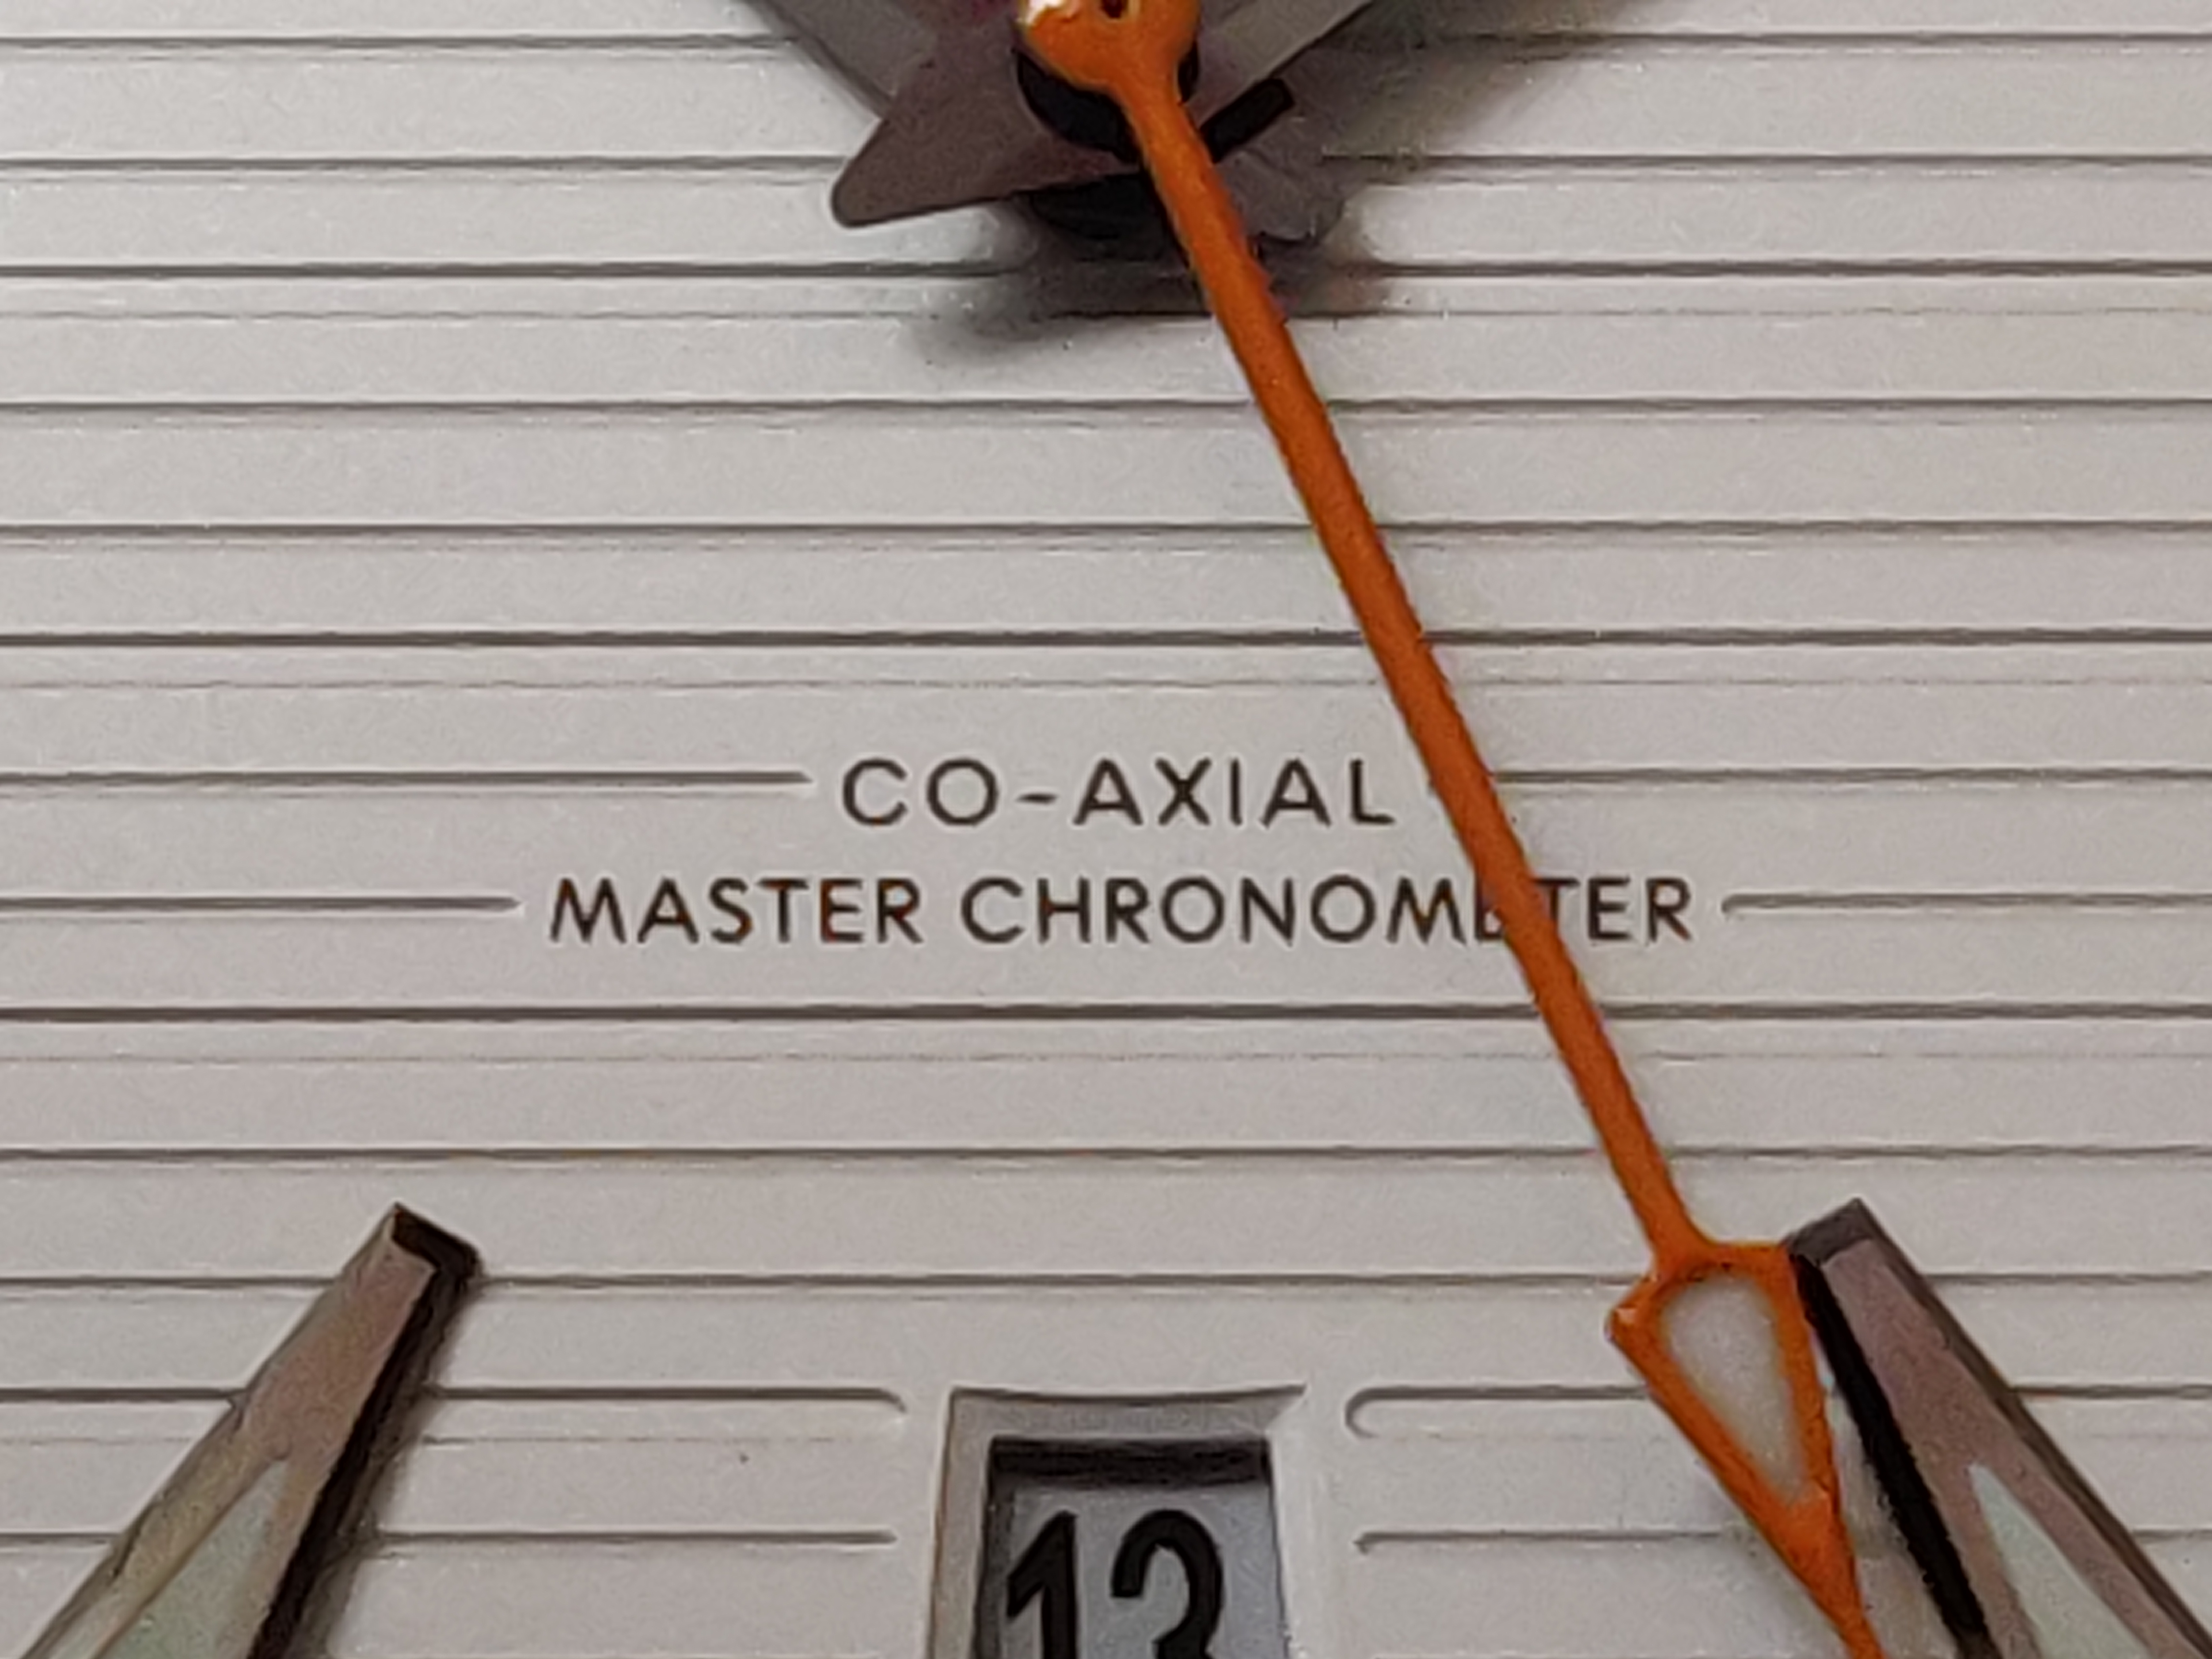 CO-AXIAL
MASTER CHRONOMETER
13